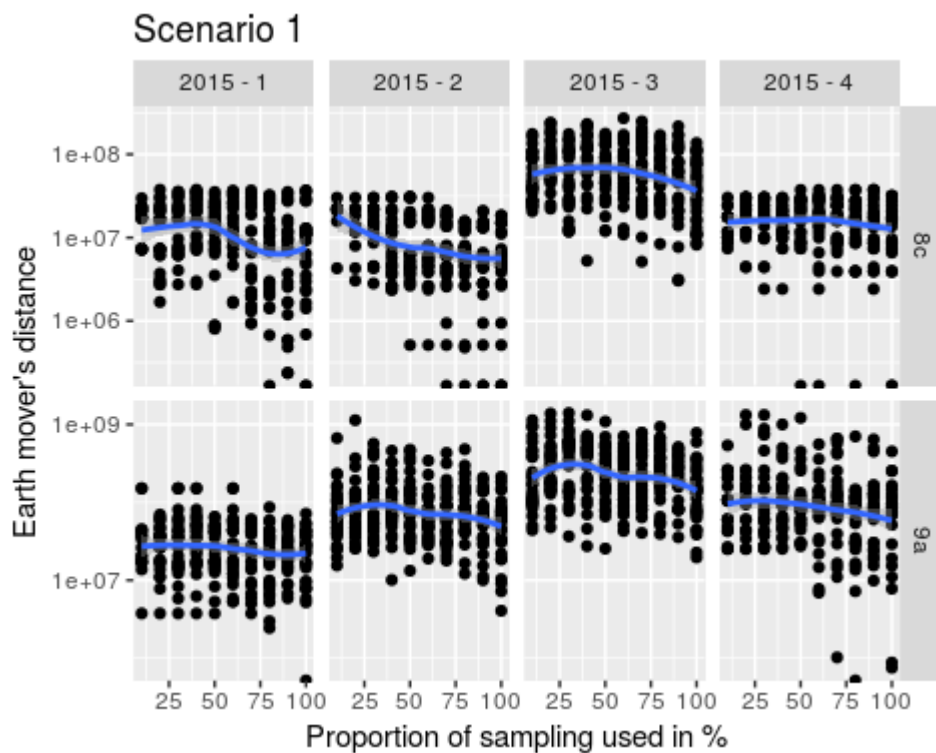 Scenario 1
2015 - 1 2015 - 2 2015 - 3 2015 - 4
1e+08
1e+07
1e+06
8c
1e+09
1e+07
9a
Earth mover's distance
25 50 75 100 25 50 75 100 25 50 75 100 25 50 75 100
Proportion of sampling used in %